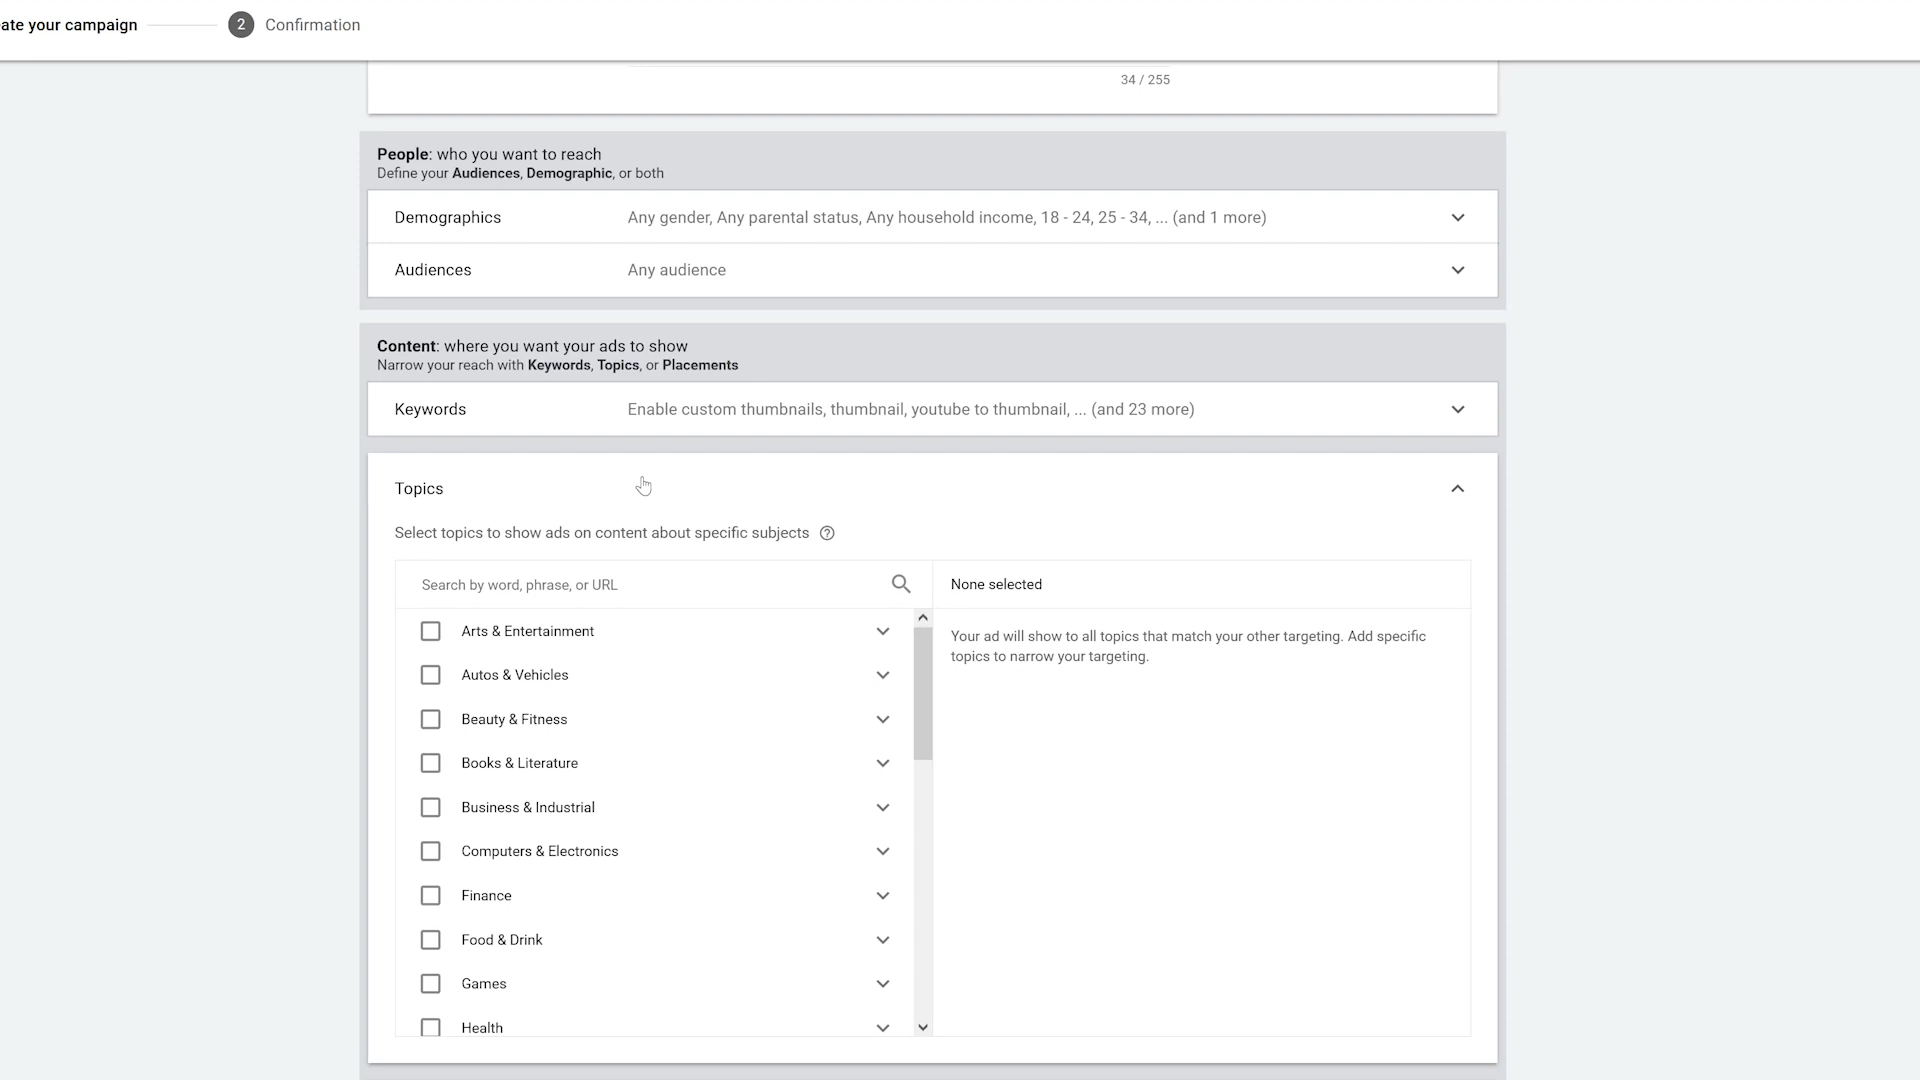 ate your campaign
2
Confirmation
34 / 255
People: who you want to reach
Define your Audiences, Demographic, or both
Demographics
Any gender, Any parental status, Any household income, 18 - 24, 25 - 34, ... (and 1 more)
Audiences
Any audience
Content: where you want your ads to show
Narrow your reach with Keywords, Topics, or Placements
Keywords
Enable custom thumbnails, thumbnail, youtube to thumbnail, ... (and 23 more)
Topics
Select topics to show ads on content about specific subjects
Search by word, phrase, or URL
None selected
Arts & Entertainment
Your ad will show to all topics that match your other targeting. Add specific
topics to narrow your targeting.
Autos & Vehicles
Beauty & Fitness
Books & Literature
Business & Industrial
Computers & Electronics
Finance
Food & Drink
Games
Health